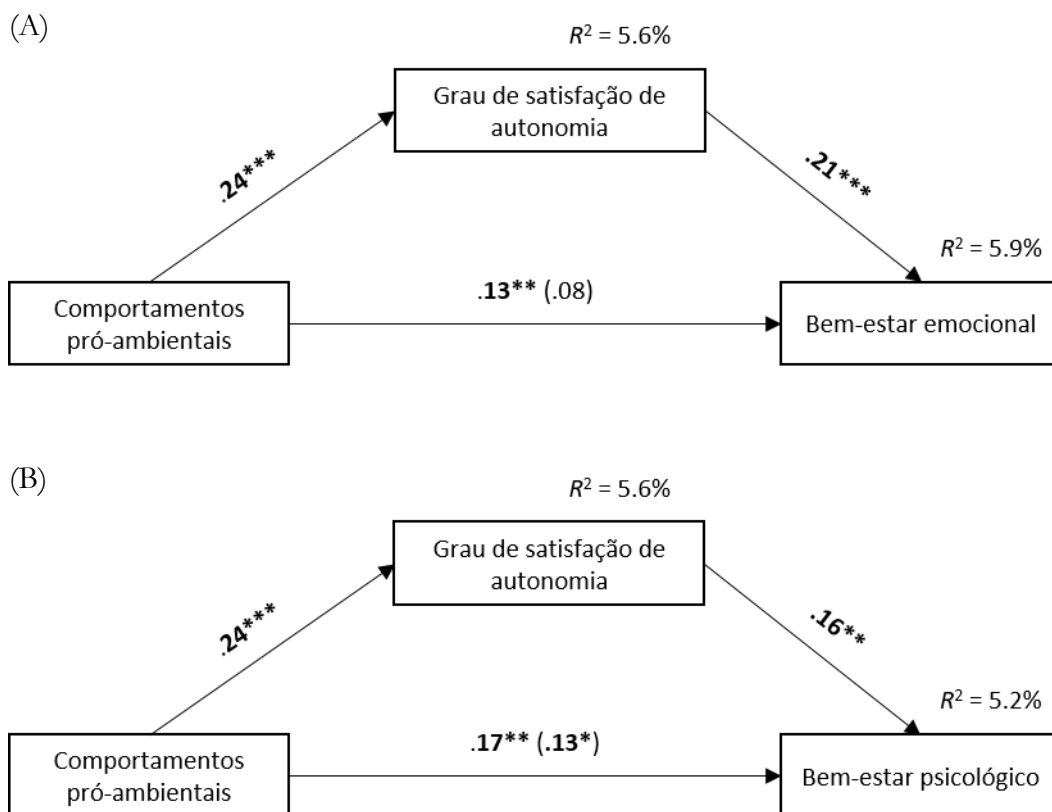 (A)
R² = 5.6%
Grau de satisfação de
autonomia
.24***
.21***
R² = 5.9%
Comportamentos
pró-ambientais
.13** (.08)
Bem-estar emocional
(B)
R² = 5.6%
Grau de satisfação de
autonomia
.24***
.16**
R² = 5.2%
Comportamentos
pró-ambientais
.17** (.13*)
Bem-estar psicológico